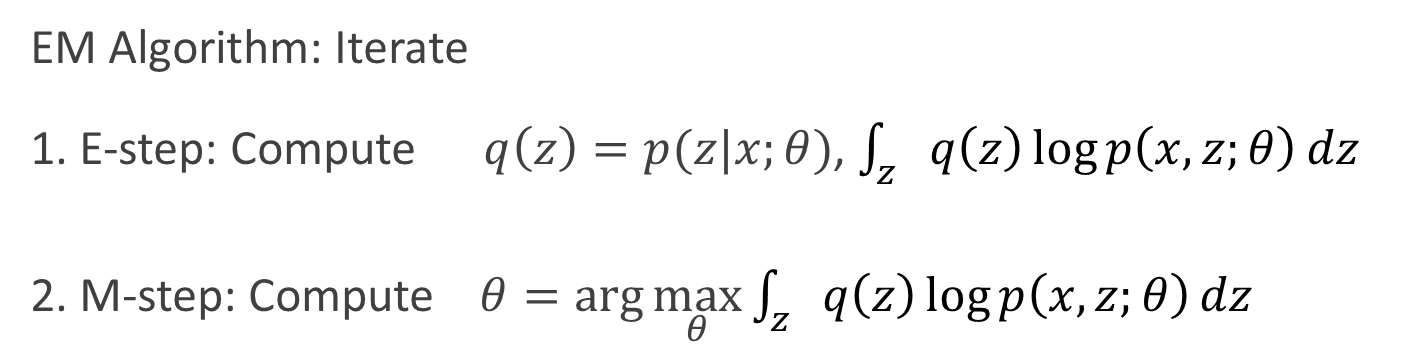 EM Algorithm: Iterate
1. E-step: Compute q(z) = p(z|x; θ), ∫_z q(z) log p(x, z; θ) dz
2. M-step: Compute θ = arg max_θ ∫_z q(z) log p(x, z; θ) dz